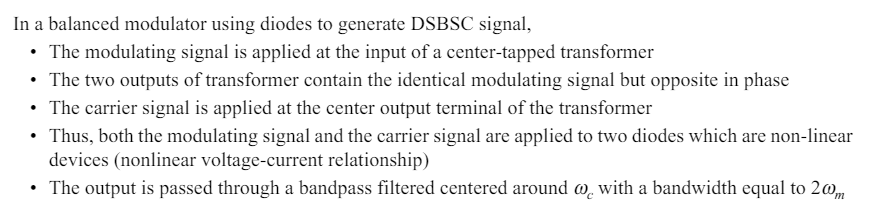 In a balanced modulator using diodes to generate DSBSC signal,
• The modulating signal is applied at the input of a center-tapped transformer
• The two outputs of transformer contain the identical modulating signal but opposite in phase
• The carrier signal is applied at the center output terminal of the transformer
• Thus, both the modulating signal and the carrier signal are applied to two diodes which are non-linear
devices (nonlinear voltage-current relationship)
• The output is passed through a bandpass filtered centered around ω_c with a bandwidth equal to 2ω_m